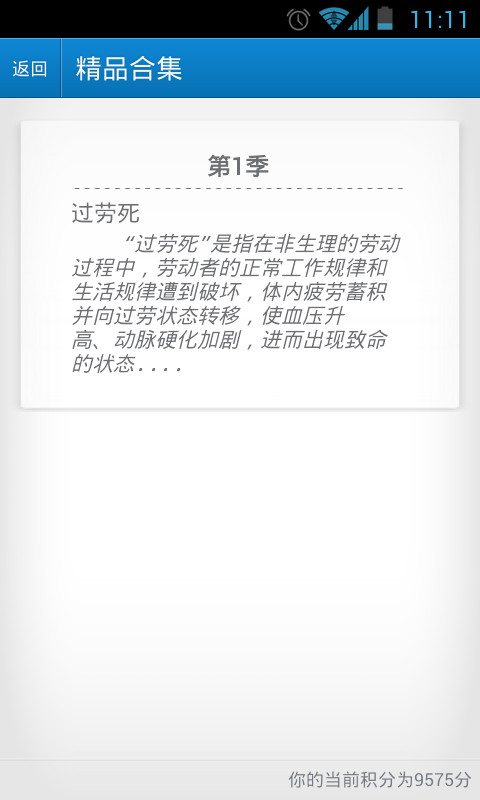 11:11
返回
精品合集
第1季
过劳死
“过劳死”是指在非生理的劳动
过程中，劳动者的正常工作规律和
生活规律遭到破坏，体内疲劳蓄积
并向过劳状态转移，使血压升
高、动脉硬化加剧，进而出现致命
的状态....
你的当前积分为9575分